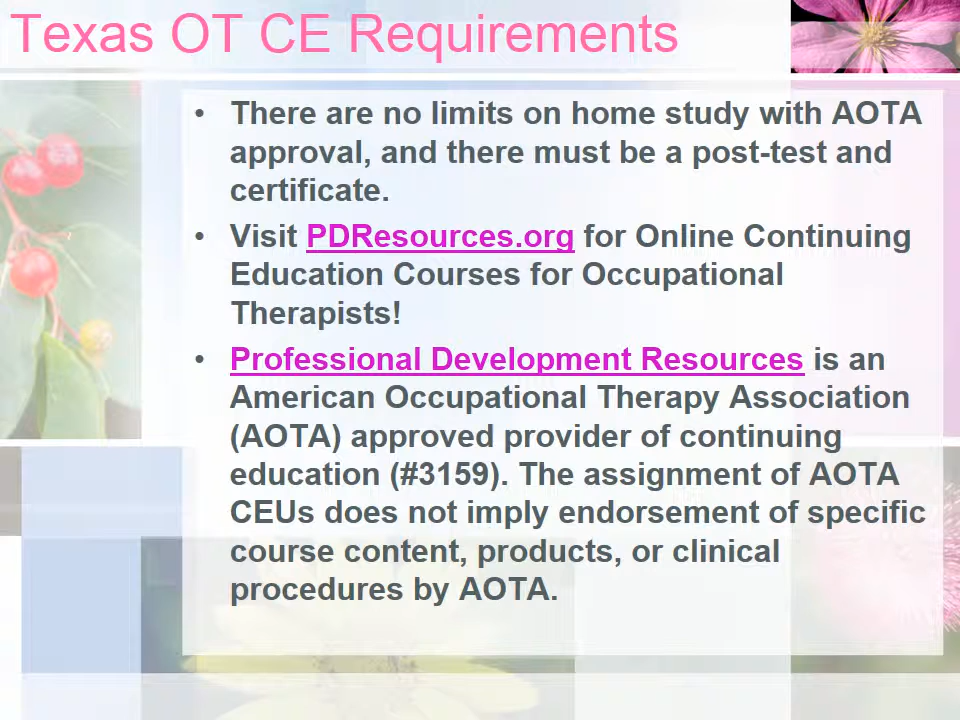 Texas OT CE Requirements
• There are no limits on home study with AOTA
approval, and there must be a post-test and
certificate.
• Visit PDResources.org for Online Continuing
Education Courses for Occupational
Therapists!
• Professional Development Resources is an
American Occupational Therapy Association
(AOTA) approved provider of continuing
education (#3159). The assignment of AOTA
CEUs does not imply endorsement of specific
course content, products, or clinical
procedures by AOTA.